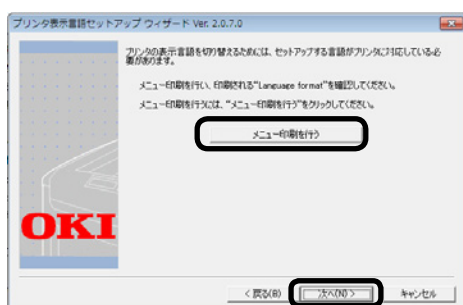 プリンタ表示言語セットアップ ウィザード Ver. 2.0.7.0
プリンタの表示言語を切り替えるためには、セットアップする言語がプリンタに対応している必
要があります。
メニュー印刷を行い、印刷される"Language format"を確認してください。
メニュー印刷を行うには、"メニュー印刷を行う"をクリックしてください。
メニュー印刷を行う
OKI
< 戻る(B)
次へ(N) >
キャンセル